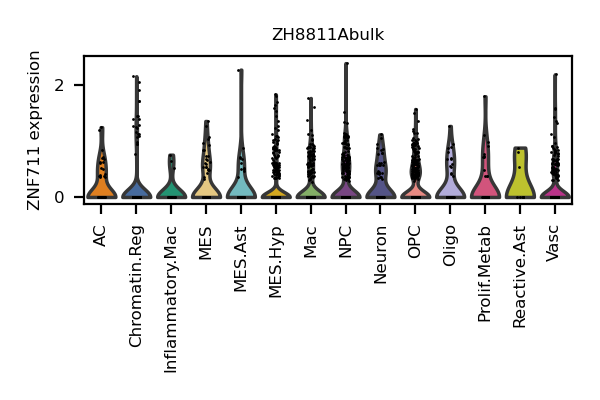 ZH8811Abulk
ZNF711 expression
2
0
AC
Chromatin.Reg
Inflammatory.Mac
MES
MES.Ast
MES.Hyp
Mac
NPC
Neuron
OPC
Oligo
Prolif.Metab
Reactive.Ast
Vasc